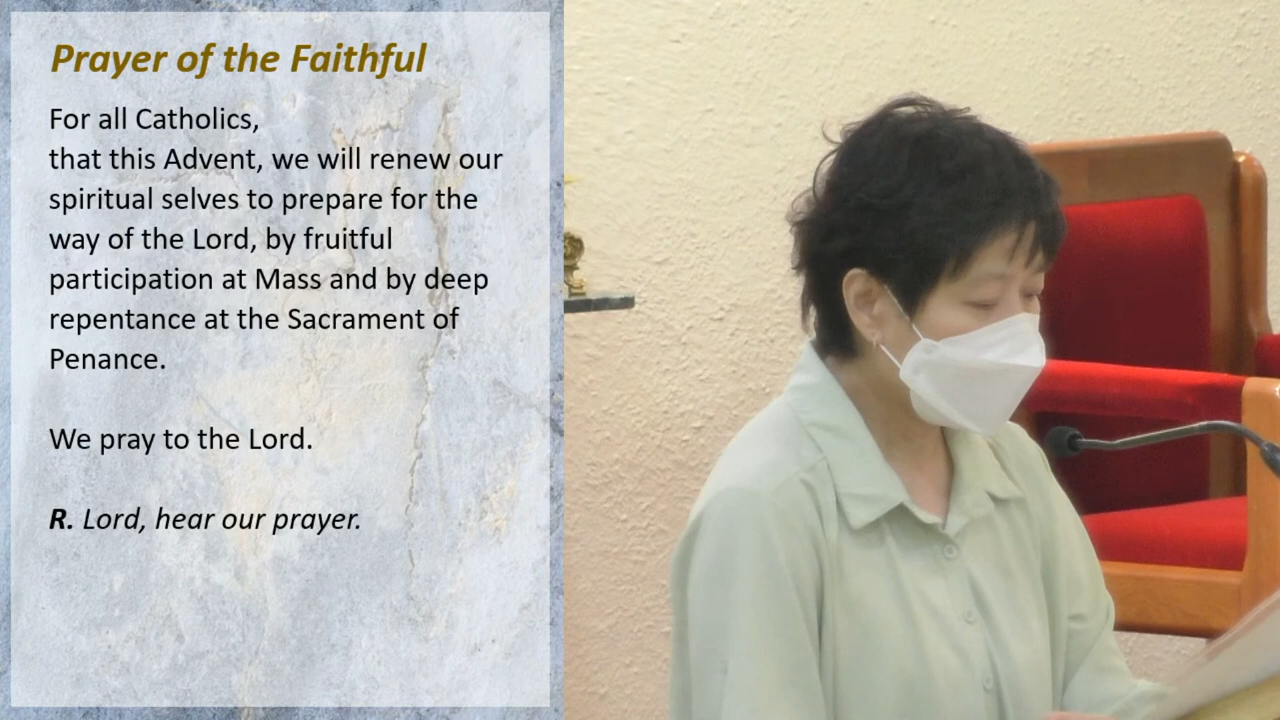 Prayer of the Faithful
For all Catholics,
that this Advent, we will renew our
spiritual selves to prepare for the
way of the Lord, by fruitful
participation at Mass and by deep
repentance at the Sacrament of
Penance.
We pray to the Lord.
R. Lord, hear our prayer.